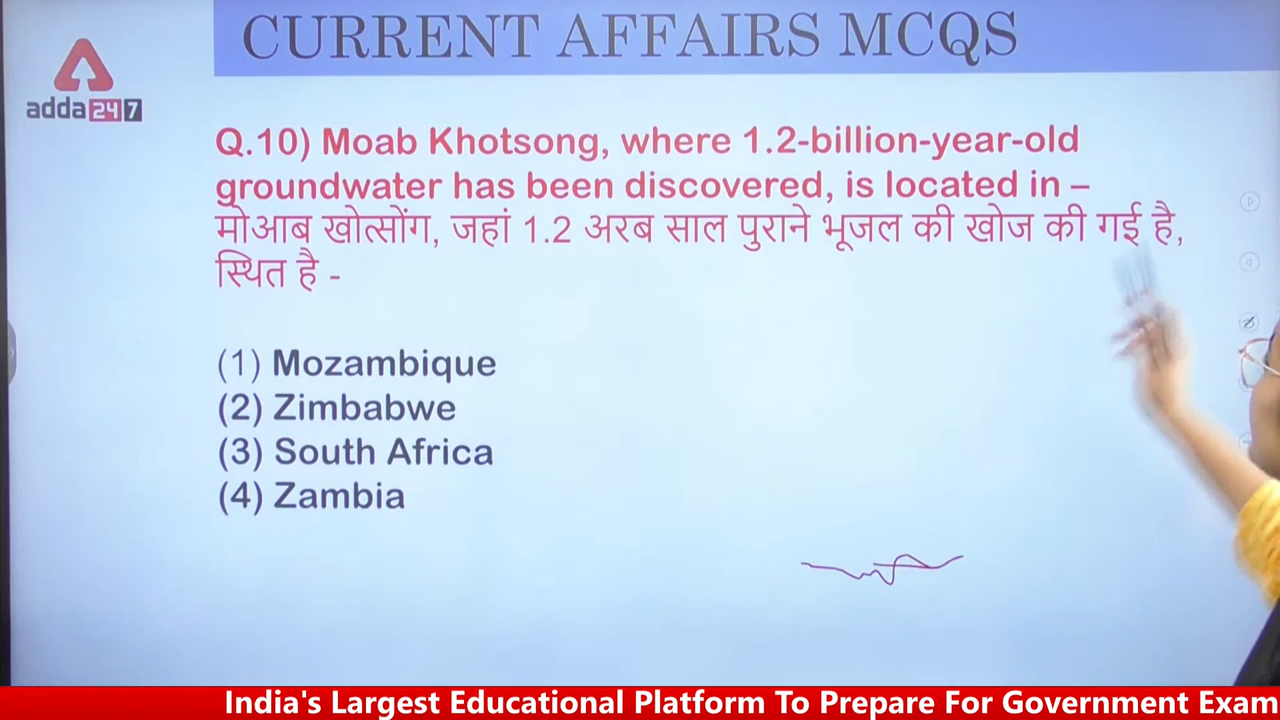 CURRENT AFFAIRS MCQS
adda247
Q.10) Moab Khotsong, where 1.2-billion-year-old
groundwater has been discovered, is located in –
मोआब खोत्सोंग, जहां 1.2 अरब साल पुराने भूजल की खोज की गई है,
स्थित है -
(1) Mozambique
(2) Zimbabwe
(3) South Africa
(4) Zambia
India's Largest Educational Platform To Prepare For Government Exam